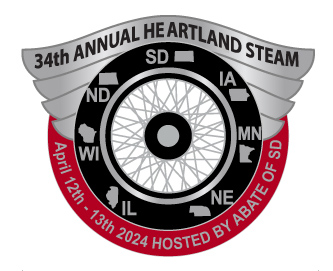 34th ANNUAL HEARTLAND STEAM
SD
IA
ND
MN
WI
NE
IL
April 12th - 13th 2024 HOSTED BY ABATE OF SD